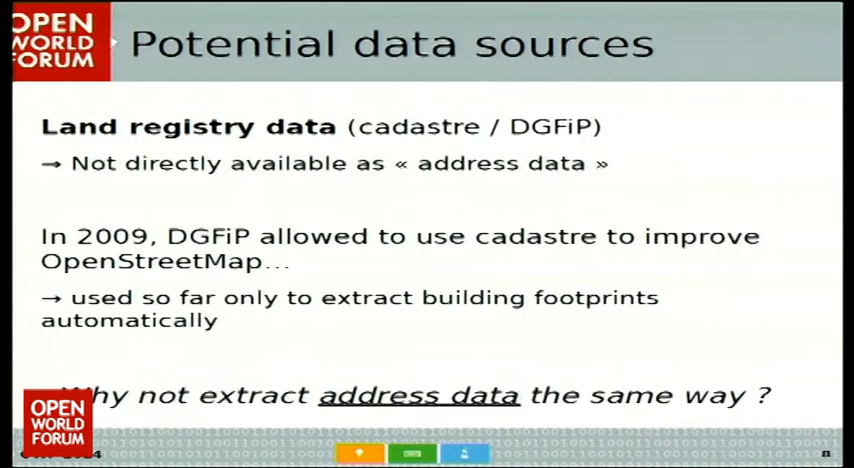 OPEN
WORLD
FORUM
Potential data sources
Land registry data (cadastre / DGFiP)
→ Not directly available as « address data »
In 2009, DGFiP allowed to use cadastre to improve
OpenStreetMap...
→ used so far only to extract building footprints
automatically
Why not extract address data the same way ?
OPEN
WORLD
FORUM